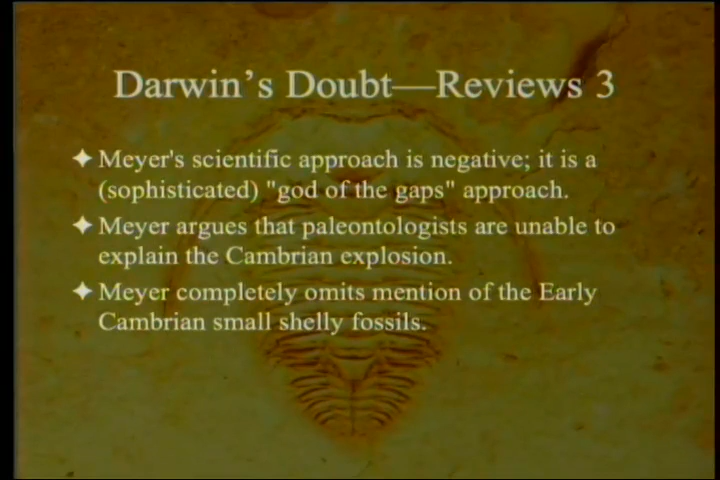 Darwin's Doubt—Reviews 3
✦ Meyer's scientific approach is negative; it is a
(sophisticated) "god of the gaps" approach.
✦ Meyer argues that paleontologists are unable to
explain the Cambrian explosion.
✦ Meyer completely omits mention of the Early
Cambrian small shelly fossils.